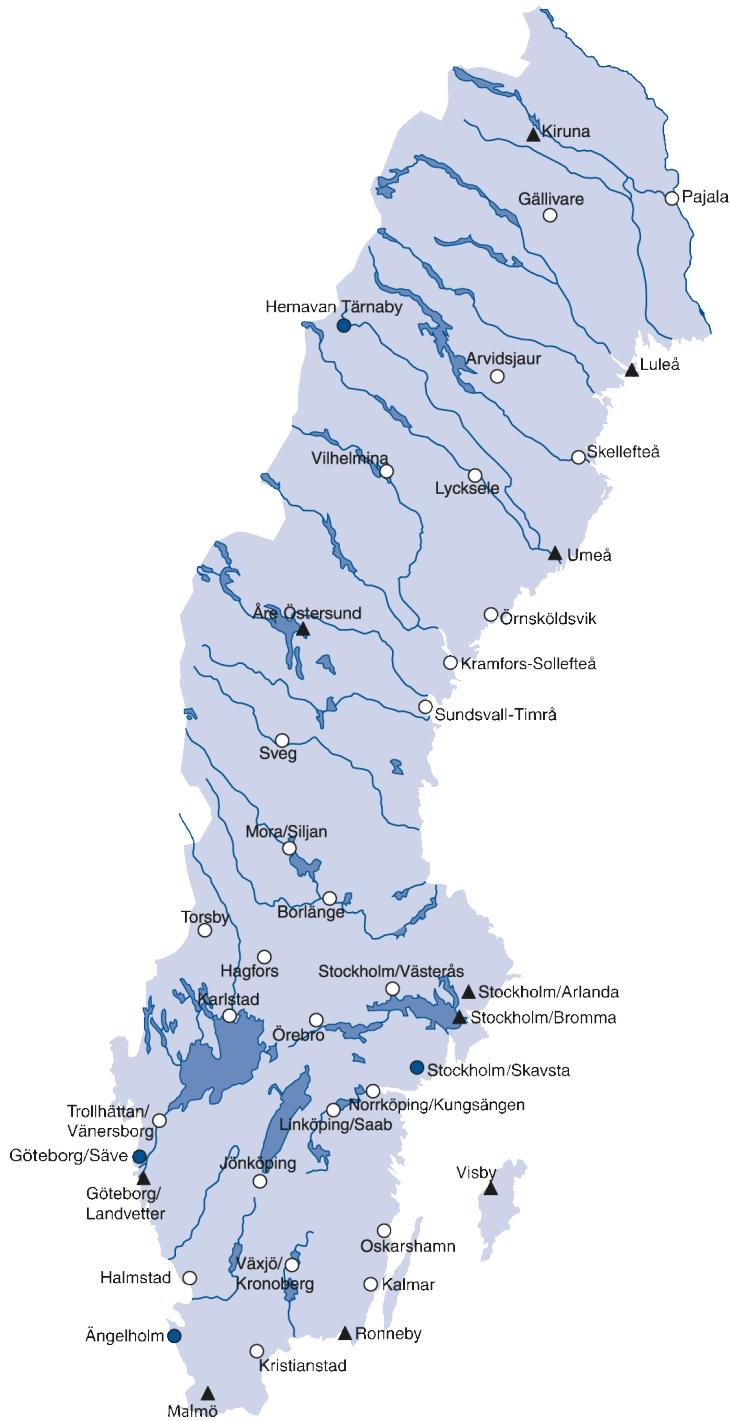 Kiruna
Pajala
Gällivare
Hemavan Tärnaby
Arvidsjaur
Luleå
Skellefteå
Vilhelmina
Lycksele
Umeå
Åre Östersund
Örnsköldsvik
Kramfors-Sollefteå
Sundsvall-Timrå
Sveg
Mora/Siljan
Borlänge
Torsby
Hagfors
Stockholm/Västerås
Karlstad
Stockholm/Arlanda
Örebro
Stockholm/Bromma
Stockholm/Skavsta
Norrköping/Kungsängen
Trollhättan/
Vänersborg
Linköping/Saab
Göteborg/Säve
Jönköping
Visby
Göteborg/
Landvetter
Oskarshamn
Halmstad
Växjö/
Kronoberg
Kalmar
Ängelholm
Ronneby
Kristianstad
Malmö